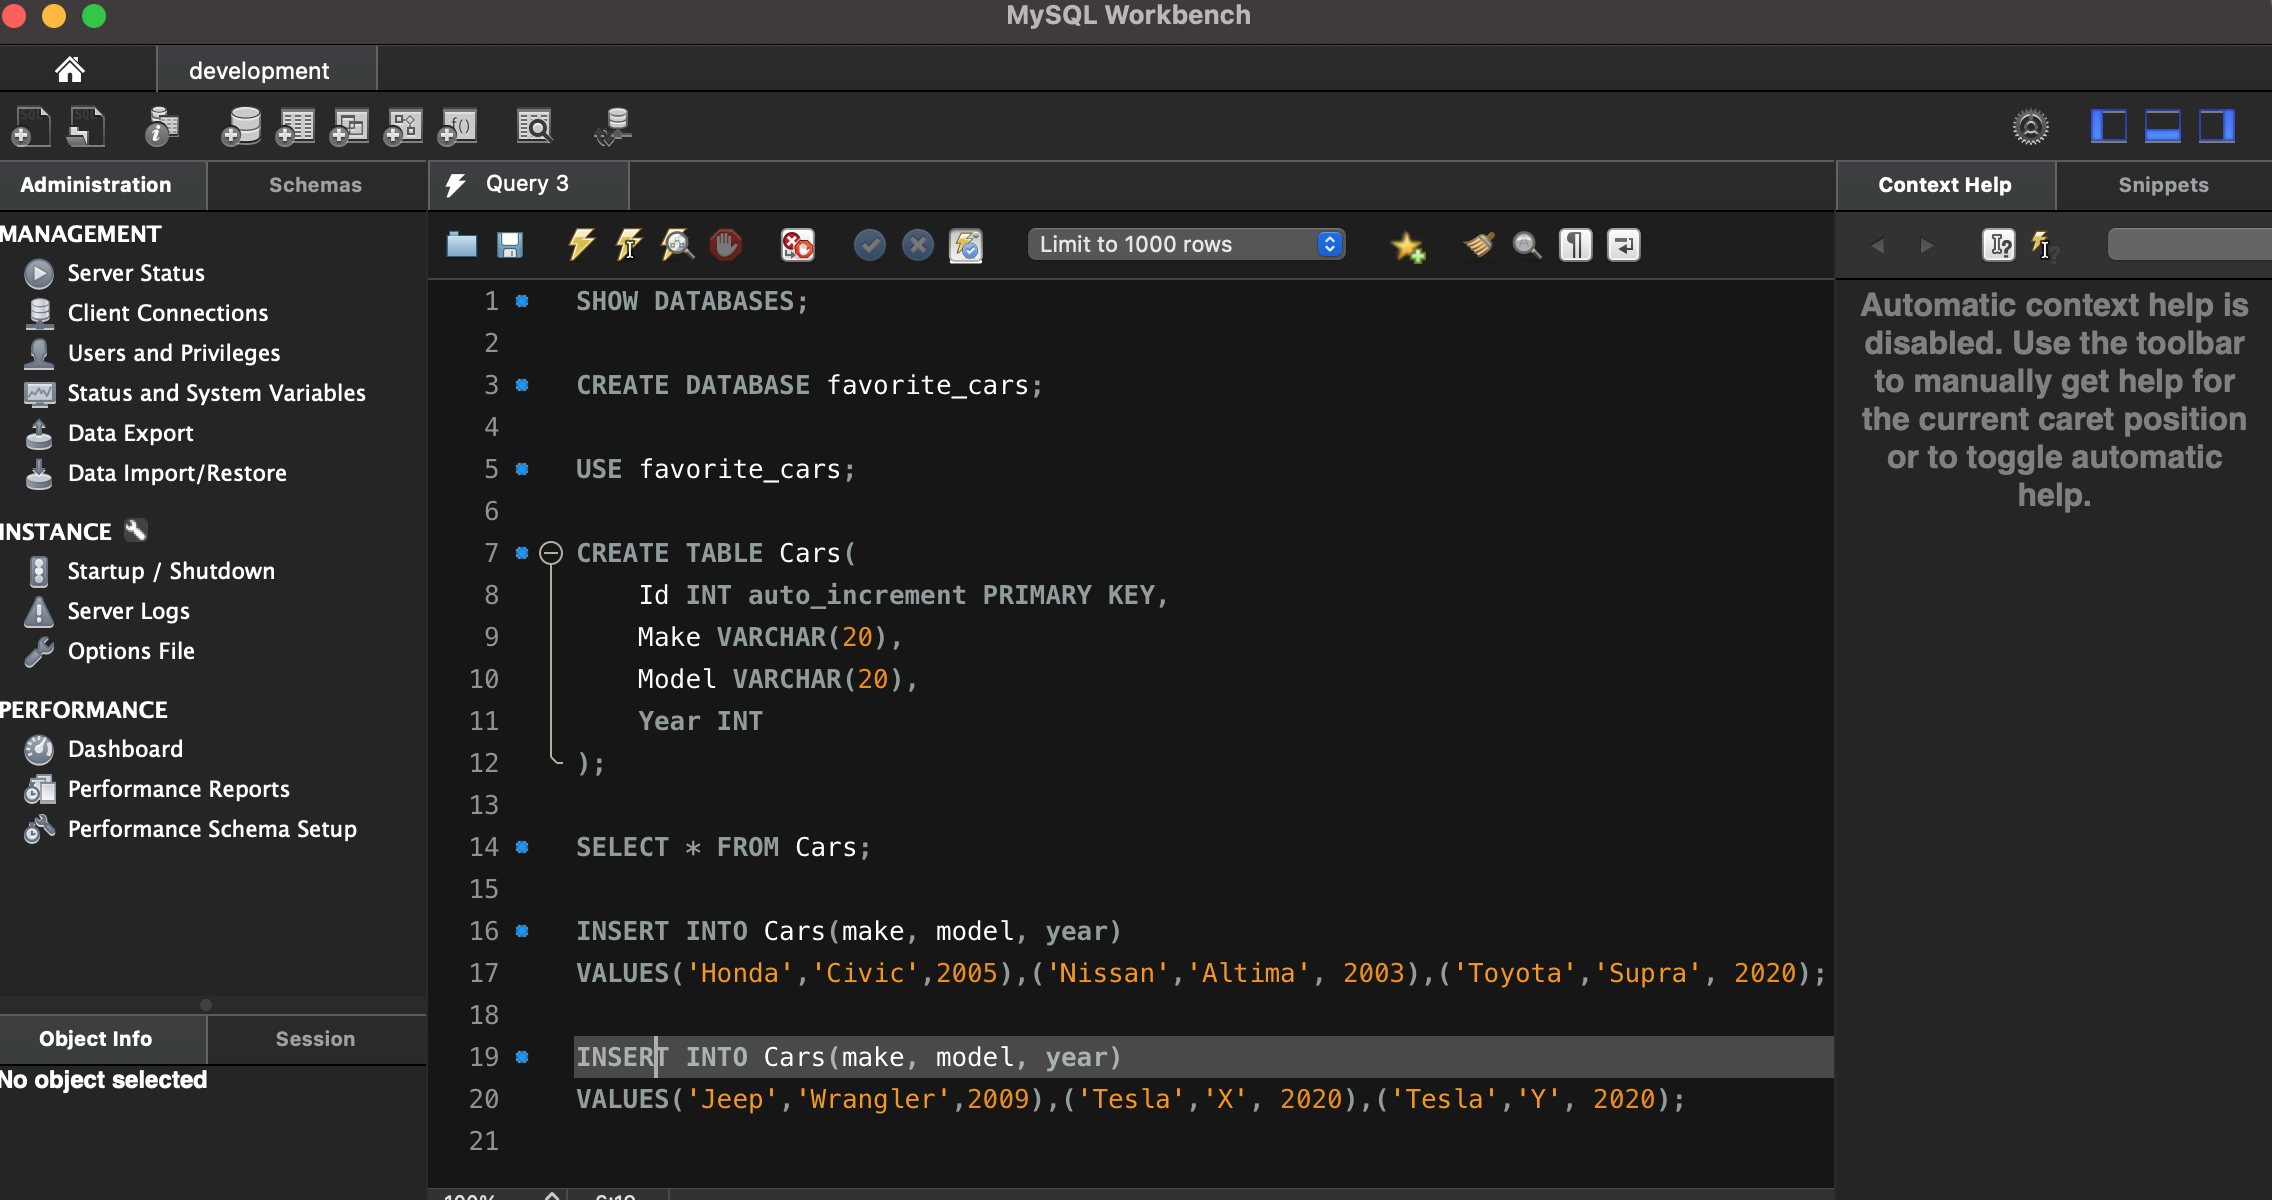 MySQL Workbench
development
Administration
Schemas
MANAGEMENT
Server Status
Client Connections
Users and Privileges
Status and System Variables
Data Export
Data Import/Restore
INSTANCE
Startup / Shutdown
Server Logs
Options File
PERFORMANCE
Dashboard
Performance Reports
Performance Schema Setup
Object Info
Session
No object selected
Query 3
Limit to 1000 rows
1 SHOW DATABASES;
2
3 CREATE DATABASE favorite_cars;
4
5 USE favorite_cars;
6
7 CREATE TABLE Cars(
8 Id INT auto_increment PRIMARY KEY,
9 Make VARCHAR(20),
10 Model VARCHAR(20),
11 Year INT
12 );
13
14 SELECT * FROM Cars;
15
16 INSERT INTO Cars(make, model, year)
17 VALUES('Honda','Civic',2005),('Nissan','Altima', 2003),('Toyota','Supra', 2020);
18
19 INSERT INTO Cars(make, model, year)
20 VALUES('Jeep','Wrangler',2009),('Tesla','X', 2020),('Tesla','Y', 2020);
21
Context Help
Snippets
Automatic context help is
disabled. Use the toolbar
to manually get help for
the current caret position
or to toggle automatic
help.